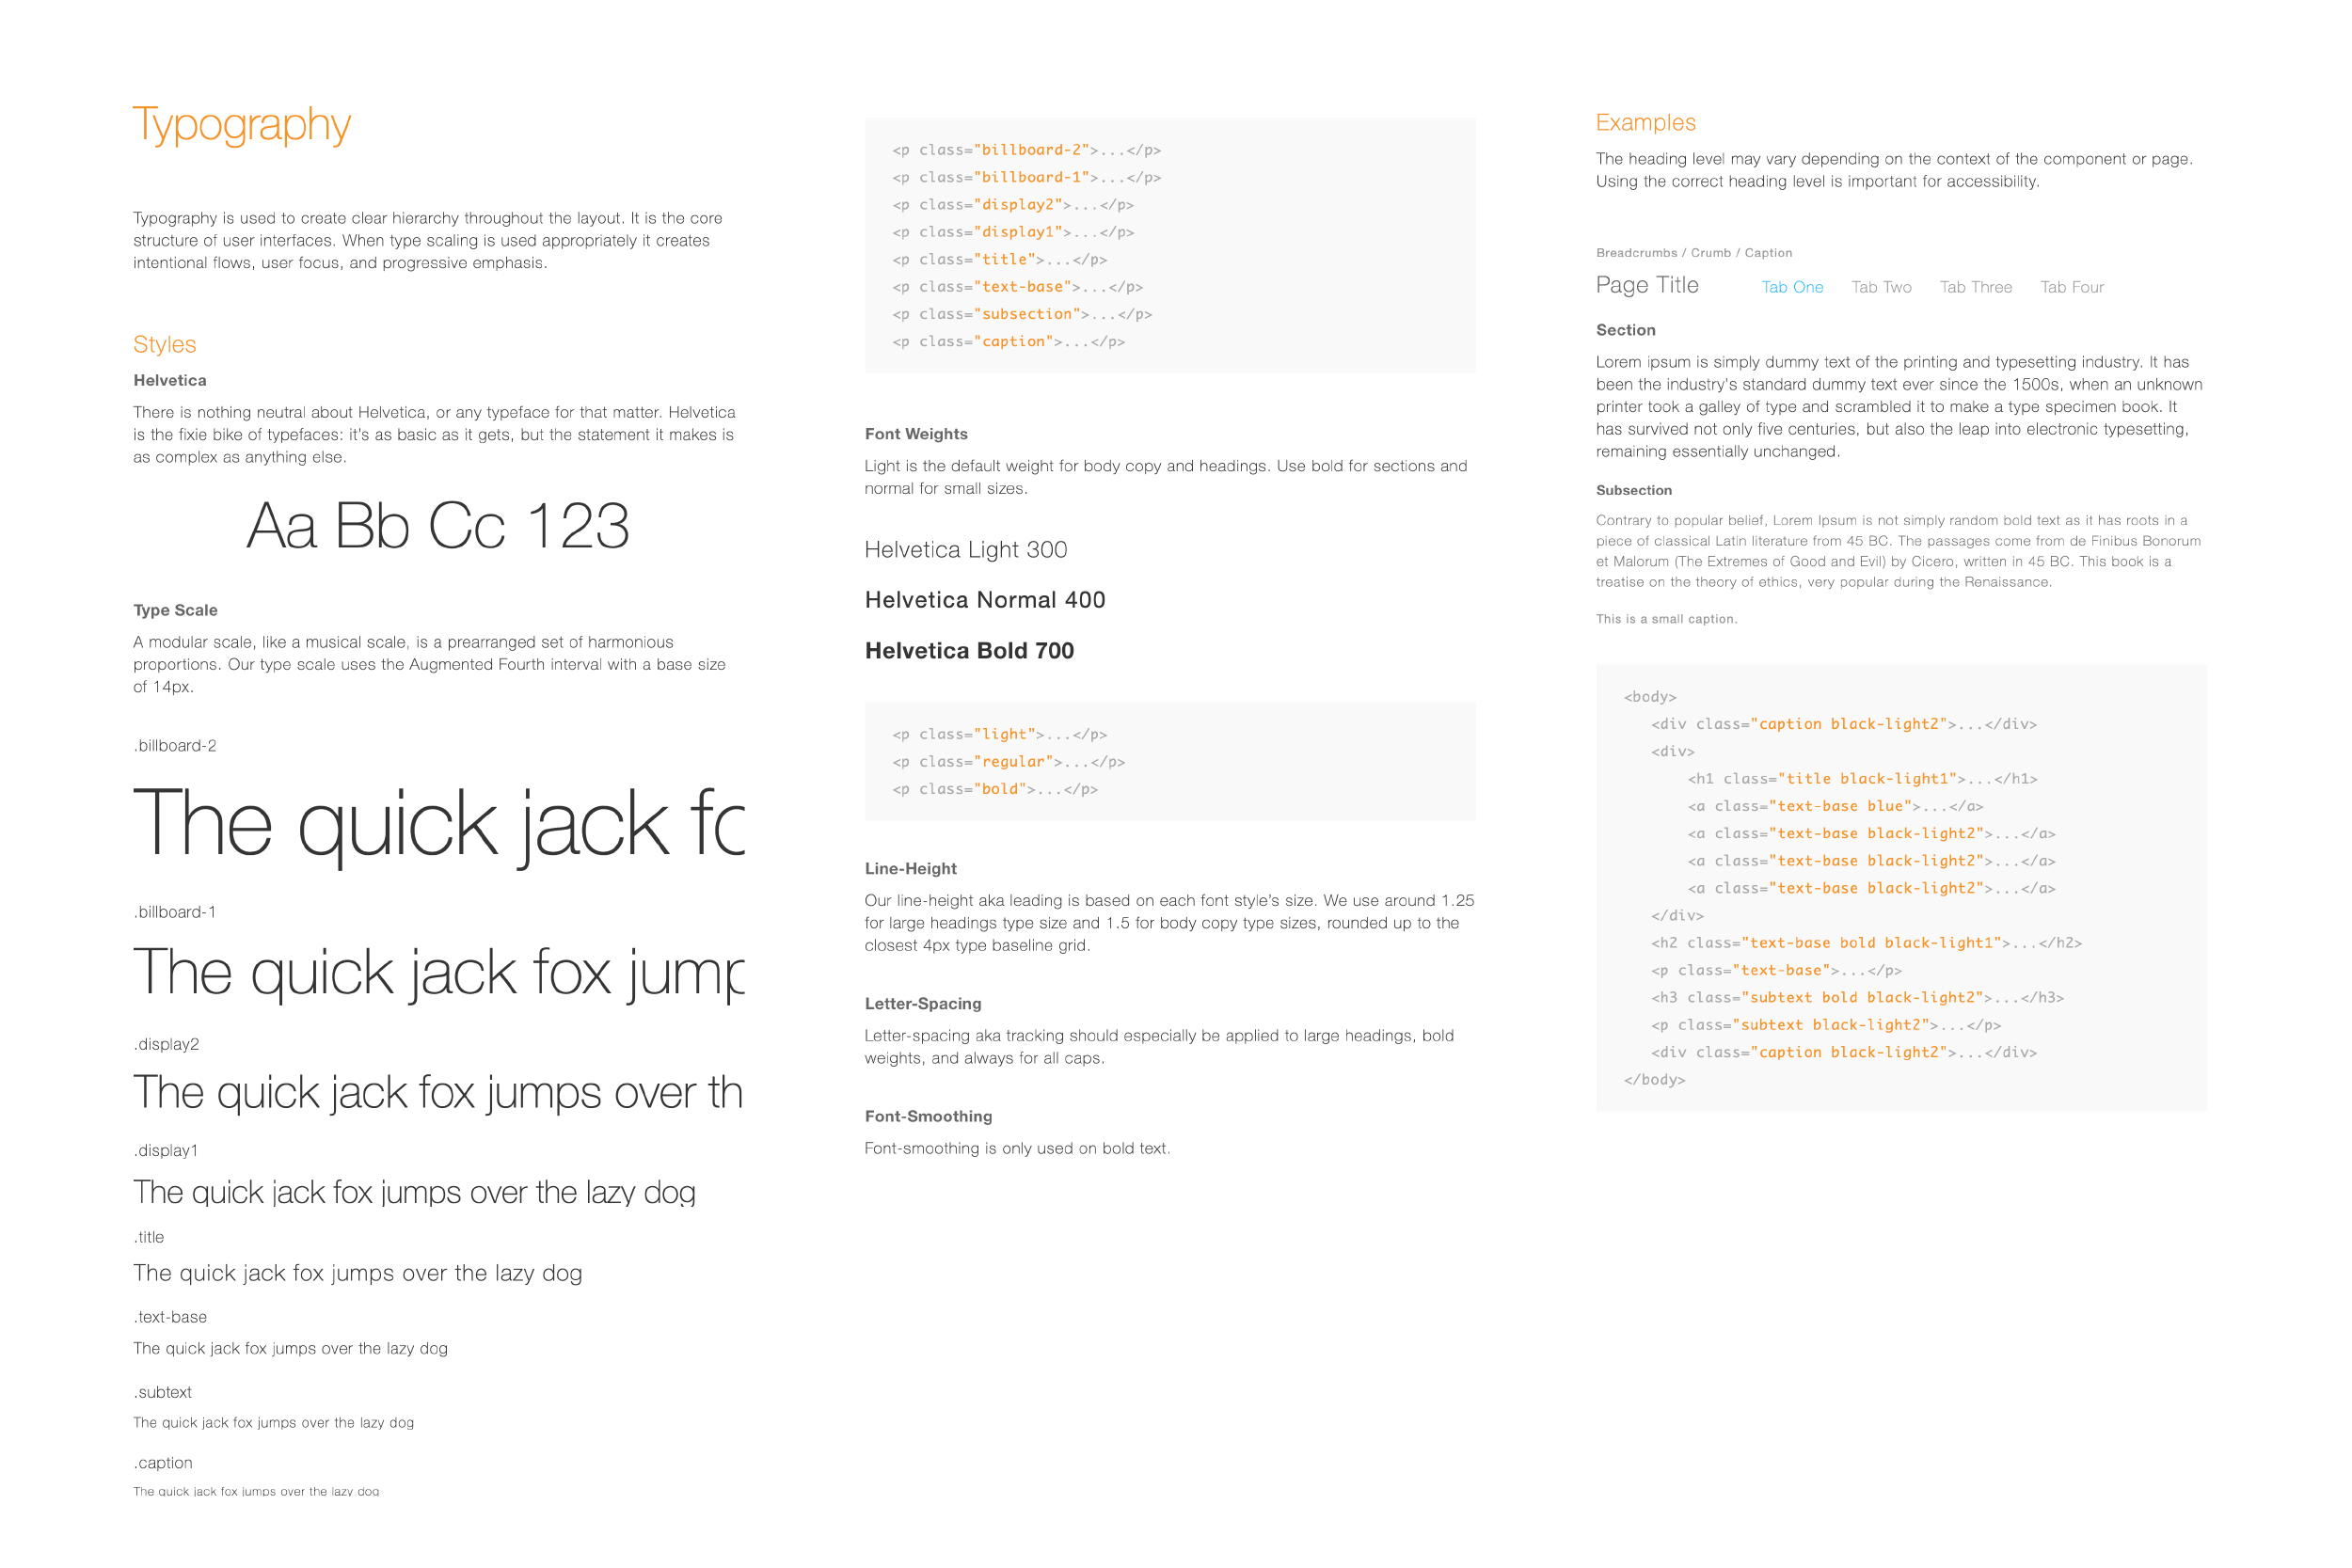 Typography
Typography is used to create clear hierarchy throughout the layout. It is the core
structure of user interfaces. When type scaling is used appropriately it creates
intentional flows, user focus, and progressive emphasis.
Styles
Helvetica
There is nothing neutral about Helvetica, or any typeface for that matter. Helvetica
is the fixie bike of typefaces: it’s as basic as it gets, but the statement it makes is
as complex as anything else.
Aa Bb Cc 123
Type Scale
A modular scale, like a musical scale, is a prearranged set of harmonious
proportions. Our type scale uses the Augmented Fourth interval with a base size
of 14px.
.billboard-2
The quick jack fo
.billboard-1
The quick jack fox jump
.display2
The quick jack fox jumps over th
.display1
The quick jack fox jumps over the lazy dog
.title
The quick jack fox jumps over the lazy dog
.text-base
The quick jack fox jumps over the lazy dog
.subtext
The quick jack fox jumps over the lazy dog
.caption
The quick jack fox jumps over the lazy dog
<p class="billboard-2">...</p>
<p class="billboard-1">...</p>
<p class="display2">...</p>
<p class="display1">...</p>
<p class="title">...</p>
<p class="text-base">...</p>
<p class="subsection">...</p>
<p class="caption">...</p>
Font Weights
Light is the default weight for body copy and headings. Use bold for sections and
normal for small sizes.
Helvetica Light 300
Helvetica Normal 400
Helvetica Bold 700
<p class="light">...</p>
<p class="regular">...</p>
<p class="bold">...</p>
Line-Height
Our line-height aka leading is based on each font style’s size. We use around 1.25
for large headings type size and 1.5 for body copy type sizes, rounded up to the
closest 4px type baseline grid.
Letter-Spacing
Letter-spacing aka tracking should especially be applied to large headings, bold
weights, and always for all caps.
Font-Smoothing
Font-smoothing is only used on bold text.
Examples
The heading level may vary depending on the context of the component or page.
Using the correct heading level is important for accessibility.
Breadcrumbs / Crumb / Caption
Page Title Tab One Tab Two Tab Three Tab Four
Section
Lorem ipsum is simply dummy text of the printing and typesetting industry. It has
been the industry's standard dummy text ever since the 1500s, when an unknown
printer took a galley of type and scrambled it to make a type specimen book. It
has survived not only five centuries, but also the leap into electronic typesetting,
remaining essentially unchanged.
Subsection
Contrary to popular belief, Lorem Ipsum is not simply random bold text as it has roots in a
piece of classical Latin literature from 45 BC. The passages come from de Finibus Bonorum
et Malorum (The Extremes of Good and Evil) by Cicero, written in 45 BC. This book is a
treatise on the theory of ethics, very popular during the Renaissance.
This is a small caption.
<body>
<div class="caption black-light2">...</div>
<div>
<h1 class="title black-light1">...</h1>
<a class="text-base blue">...</a>
<a class="text-base black-light2">...</a>
<a class="text-base black-light2">...</a>
<a class="text-base black-light2">...</a>
</div>
<h2 class="text-base bold black-light1">...</h2>
<p class="text-base">...</p>
<h3 class="subtext bold black-light2">...</h3>
<p class="subtext black-light2">...</p>
<div class="caption black-light2">...</div>
</body>